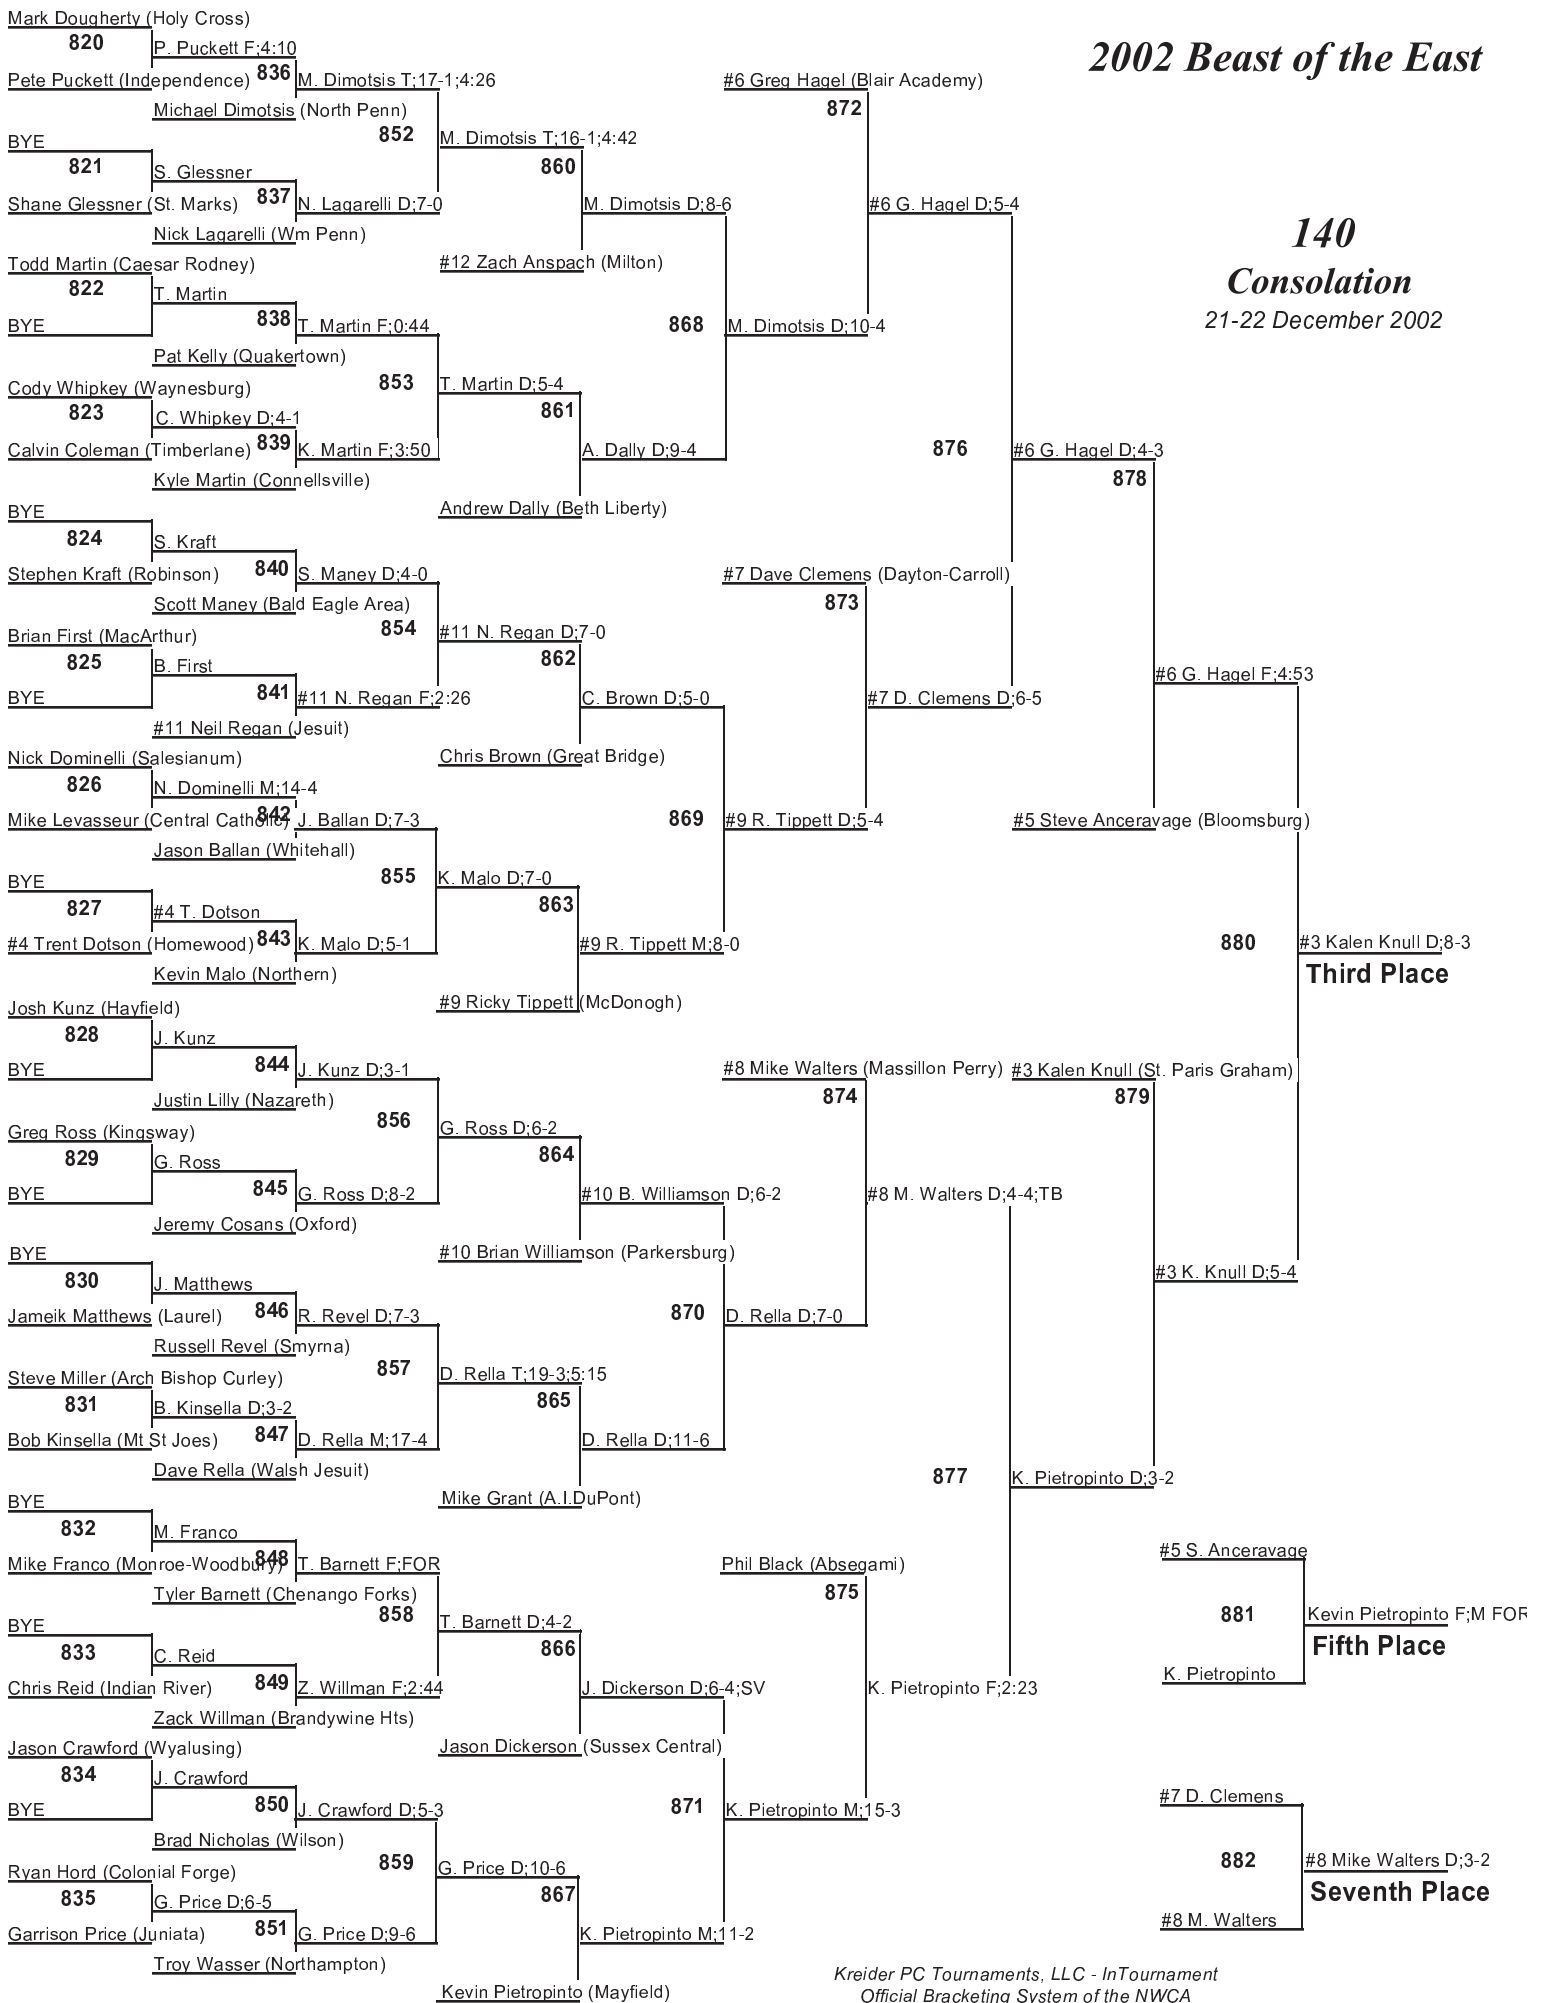 2002 Beast of the East
140
Consolation
21-22 December 2002
Mark Dougherty (Holy Cross)
820
P. Puckett F;4:10
Pete Puckett (Independence)
836
M. Dimotsis T;17-1;4:26
Michael Dimotsis (North Penn)
852
BYE
821
S. Glessner
Shane Glessner (St. Marks)
837
N. Lagarelli D;7-0
Nick Lagarelli (Wm Penn)
M. Dimotsis T;16-1;4:42
860
#12 Zach Anspach (Milton)
M. Dimotsis D;8-6
Todd Martin (Caesar Rodney)
822
T. Martin
BYE
838
T. Martin F;0:44
Pat Kelly (Quakertown)
853
Cody Whipkey (Waynesburg)
823
C. Whipkey D;4-1
Calvin Coleman (Timberlane)
839
K. Martin F;3:50
Kyle Martin (Connellsville)
T. Martin D;5-4
861
A. Dally D;9-4
Andrew Dally (Beth Liberty)
868
M. Dimotsis D;10-4
#6 Greg Hagel (Blair Academy)
872
#6 G. Hagel D;5-4
BYE
824
S. Kraft
Stephen Kraft (Robinson)
840
S. Maney D;4-0
Scott Maney (Bald Eagle Area)
854
Brian First (MacArthur)
825
B. First
BYE
841
#11 N. Regan F;2:26
#11 Neil Regan (Jesuit)
#11 N. Regan D;7-0
862
C. Brown D;5-0
Chris Brown (Great Bridge)
Nick Dominelli (Salesianum)
826
N. Dominelli M;14-4
Mike Levasseur (Central Catholic)
842
J. Ballan D;7-3
Jason Ballan (Whitehall)
855
BYE
827
#4 T. Dotson
#4 Trent Dotson (Homewood)
843
K. Malo D;5-1
Kevin Malo (Northern)
K. Malo D;7-0
863
#9 R. Tippett M;8-0
#9 Ricky Tippett (McDonogh)
869
#9 R. Tippett D;5-4
#7 Dave Clemens (Dayton-Carroll)
873
#7 D. Clemens D;6-5
876
#6 G. Hagel D;4-3
878
#6 G. Hagel F;4:53
#5 Steve Anceravage (Bloomsburg)
880
#3 Kalen Knull D;8-3
Third Place
Josh Kunz (Hayfield)
828
J. Kunz
BYE
844
J. Kunz D;3-1
Justin Lilly (Nazareth)
856
Greg Ross (Kingsway)
829
G. Ross
BYE
845
G. Ross D;8-2
Jeremy Cosans (Oxford)
G. Ross D;6-2
864
#10 B. Williamson D;6-2
#10 Brian Williamson (Parkersburg)
BYE
830
J. Matthews
Jameik Matthews (Laurel)
846
R. Revel D;7-3
Russell Revel (Smyrna)
857
Steve Miller (Arch Bishop Curley)
831
B. Kinsella D;3-2
Bob Kinsella (Mt St Joes)
847
D. Rella M;17-4
Dave Rella (Walsh Jesuit)
D. Rella T;19-3;5:15
865
D. Rella D;11-6
Mike Grant (A.I.DuPont)
870
D. Rella D;7-0
#8 Mike Walters (Massillon Perry)
874
#8 M. Walters D;4-4;TB
#3 Kalen Knull (St. Paris Graham)
879
#3 K. Knull D;5-4
BYE
832
M. Franco
Mike Franco (Monroe-Woodbury)
848
T. Barnett F;FOR
Tyler Barnett (Chenango Forks)
858
BYE
833
C. Reid
Chris Reid (Indian River)
849
Z. Willman F;2:44
Zack Willman (Brandywine Hts)
T. Barnett D;4-2
866
J. Dickerson D;6-4;SV
Jason Dickerson (Sussex Central)
Jason Crawford (Wyalusing)
834
J. Crawford
BYE
850
J. Crawford D;5-3
Brad Nicholas (Wilson)
859
Ryan Hord (Colonial Forge)
835
G. Price D;6-5
Garrison Price (Juniata)
851
G. Price D;9-6
Troy Wasser (Northampton)
G. Price D;10-6
867
K. Pietropinto M;11-2
Kevin Pietropinto (Mayfield)
871
K. Pietropinto M;15-3
Phil Black (Absegami)
875
K. Pietropinto F;2:23
877
K. Pietropinto D;3-2
#5 S. Anceravage
881
Kevin Pietropinto F;M FOR
Fifth Place
K. Pietropinto
#7 D. Clemens
882
#8 Mike Walters D;3-2
Seventh Place
#8 M. Walters
Kreider PC Tournaments, LLC - InTournament
Official Bracketing System of the NWCA